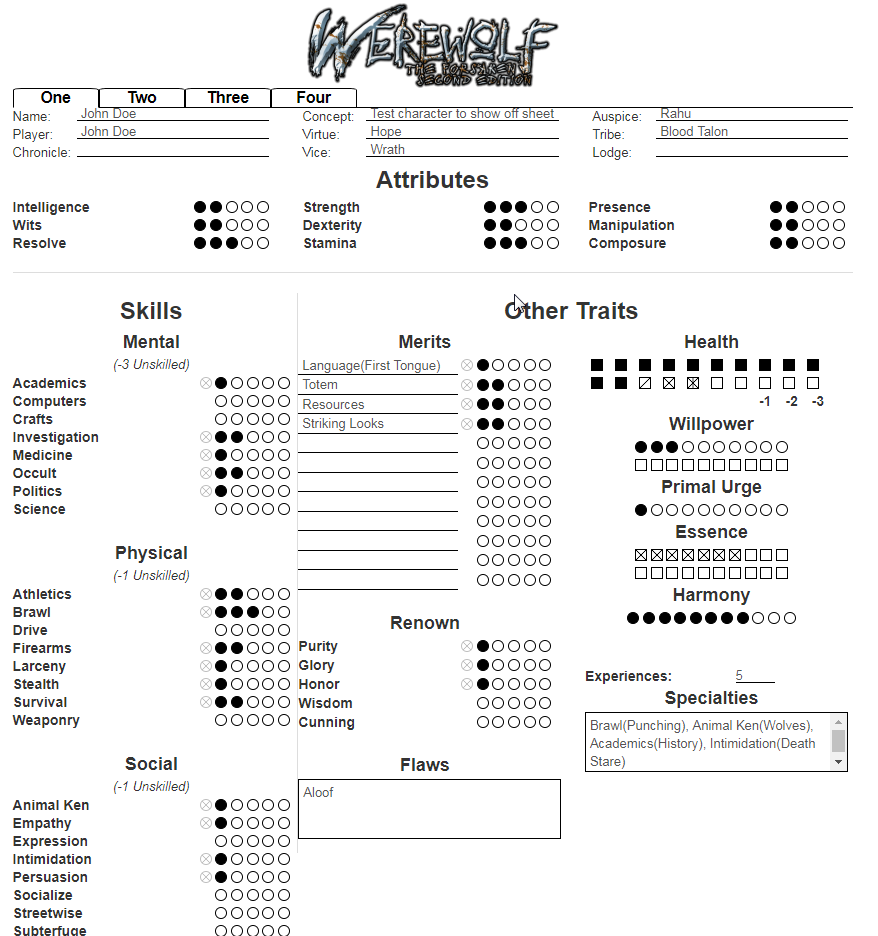 WEREWOLF
THE FORSAKEN
SECOND EDITION
One Two Three Four
Name: John Doe Concept: Test character to show off sheet Auspice: Rahu
Player: John Doe Virtue: Hope Tribe: Blood Talon
Chronicle: Vice: Wrath Lodge:
Attributes
Intelligence Strength Presence
Wits Dexterity Manipulation
Resolve Stamina Composure
Skills
Mental
(-3 Unskilled)
Academics
Computers
Crafts
Investigation
Medicine
Occult
Politics
Science
Physical
(-1 Unskilled)
Athletics
Brawl
Drive
Firearms
Larceny
Stealth
Survival
Weaponry
Social
(-1 Unskilled)
Animal Ken
Empathy
Expression
Intimidation
Persuasion
Socialize
Streetwise
Subterfuge
Other Traits
Merits
Language(First Tongue)
Totem
Resources
Striking Looks
Renown
Purity
Glory
Honor
Wisdom
Cunning
Flaws
Aloof
Health
-1 -2 -3
Willpower
Primal Urge
Essence
Harmony
Experiences: 5
Specialties
Brawl(Punching), Animal Ken(Wolves),
Academics(History), Intimidation(Death
Stare)